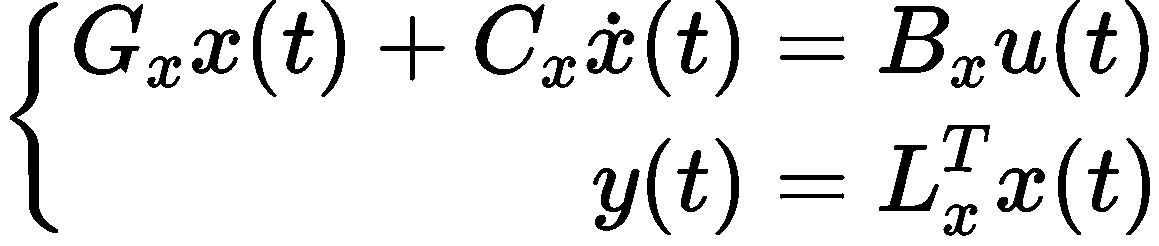 G_x x(t) + C_x ẋ(t) = B_x u(t)
y(t) = L_x^T x(t)